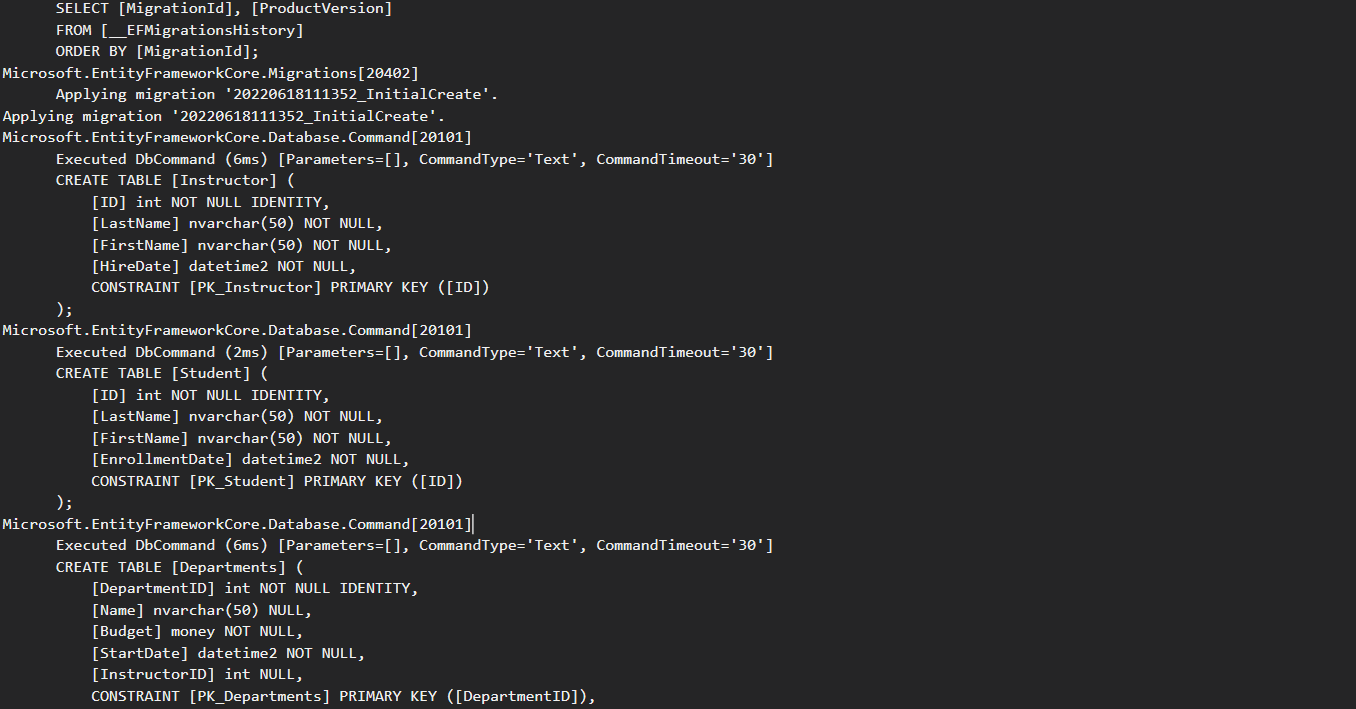 SELECT [MigrationId], [ProductVersion]
FROM [__EFMigrationsHistory]
ORDER BY [MigrationId];
Microsoft.EntityFrameworkCore.Migrations[20402]
Applying migration '20220618111352_InitialCreate'.
Applying migration '20220618111352_InitialCreate'.
Microsoft.EntityFrameworkCore.Database.Command[20101]
Executed DbCommand (6ms) [Parameters=[], CommandType='Text', CommandTimeout='30']
CREATE TABLE [Instructor] (
[ID] int NOT NULL IDENTITY,
[LastName] nvarchar(50) NOT NULL,
[FirstName] nvarchar(50) NOT NULL,
[HireDate] datetime2 NOT NULL,
CONSTRAINT [PK_Instructor] PRIMARY KEY ([ID])
);
Microsoft.EntityFrameworkCore.Database.Command[20101]
Executed DbCommand (2ms) [Parameters=[], CommandType='Text', CommandTimeout='30']
CREATE TABLE [Student] (
[ID] int NOT NULL IDENTITY,
[LastName] nvarchar(50) NOT NULL,
[FirstName] nvarchar(50) NOT NULL,
[EnrollmentDate] datetime2 NOT NULL,
CONSTRAINT [PK_Student] PRIMARY KEY ([ID])
);
Microsoft.EntityFrameworkCore.Database.Command[20101]
Executed DbCommand (6ms) [Parameters=[], CommandType='Text', CommandTimeout='30']
CREATE TABLE [Departments] (
[DepartmentID] int NOT NULL IDENTITY,
[Name] nvarchar(50) NULL,
[Budget] money NOT NULL,
[StartDate] datetime2 NOT NULL,
[InstructorID] int NULL,
CONSTRAINT [PK_Departments] PRIMARY KEY ([DepartmentID]),